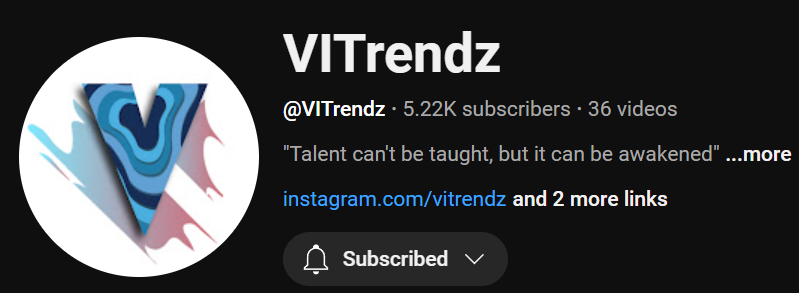 VITrendz
@VITrendz · 5.22K subscribers · 36 videos
"Talent can't be taught, but it can be awakened" ...more
instagram.com/vitrendz and 2 more links
Subscribed